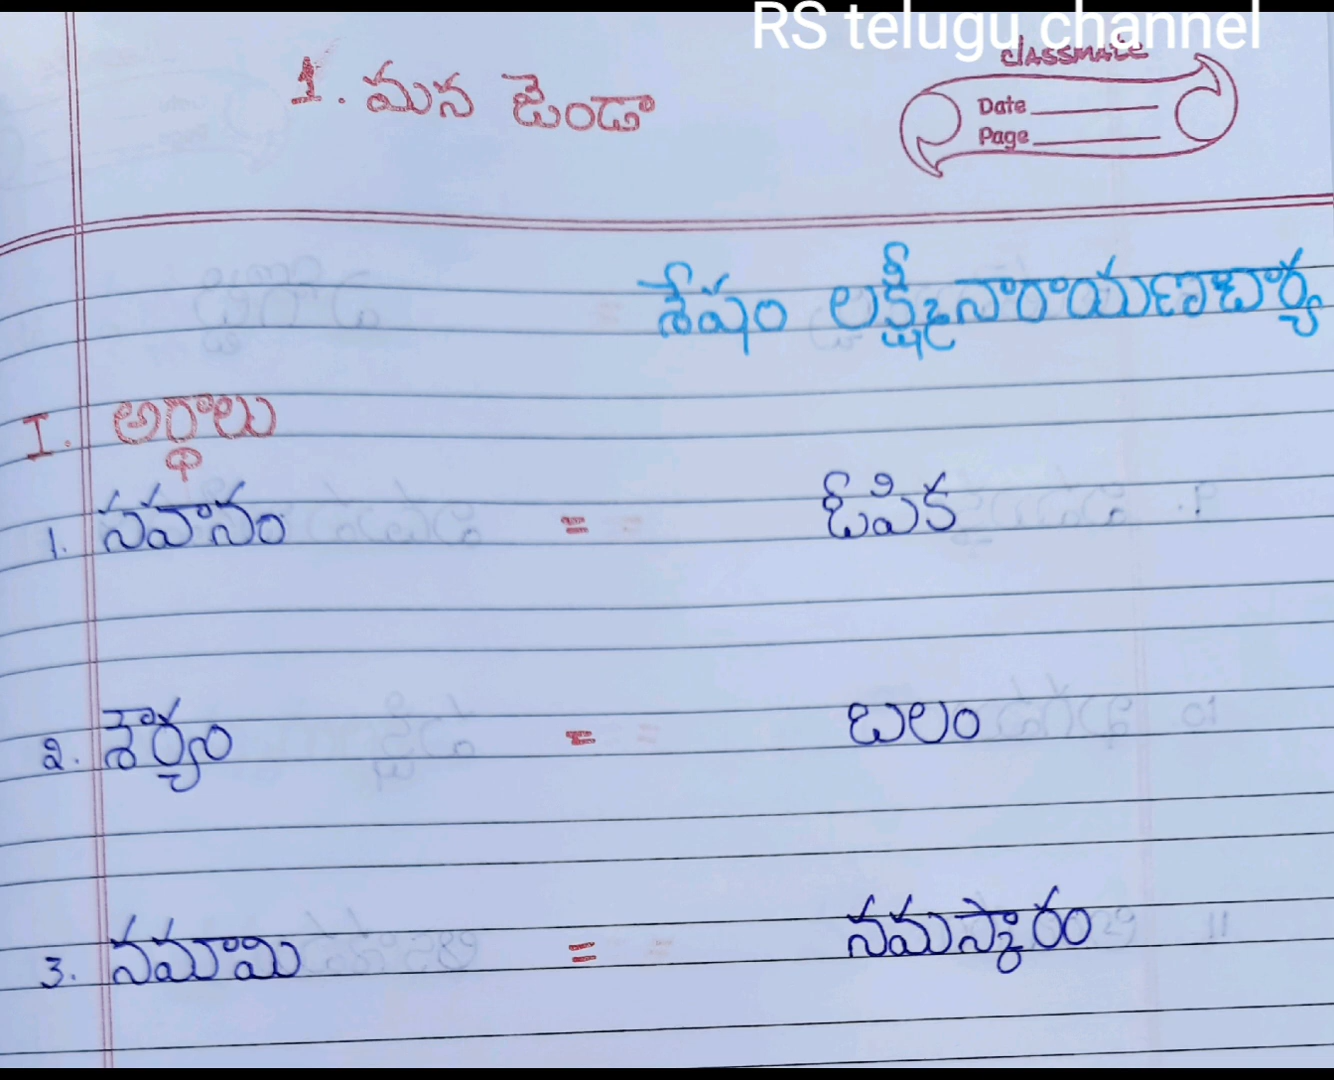 RS telugu channel
classmate
1. మన జెండా
Date
Page
శేషం లక్ష్మీనారాయణాచార్య
I. అర్థాలు
1. సహనం = ఓపిక
2. శౌర్యం = బలం
3. నమామి = నమస్కారం